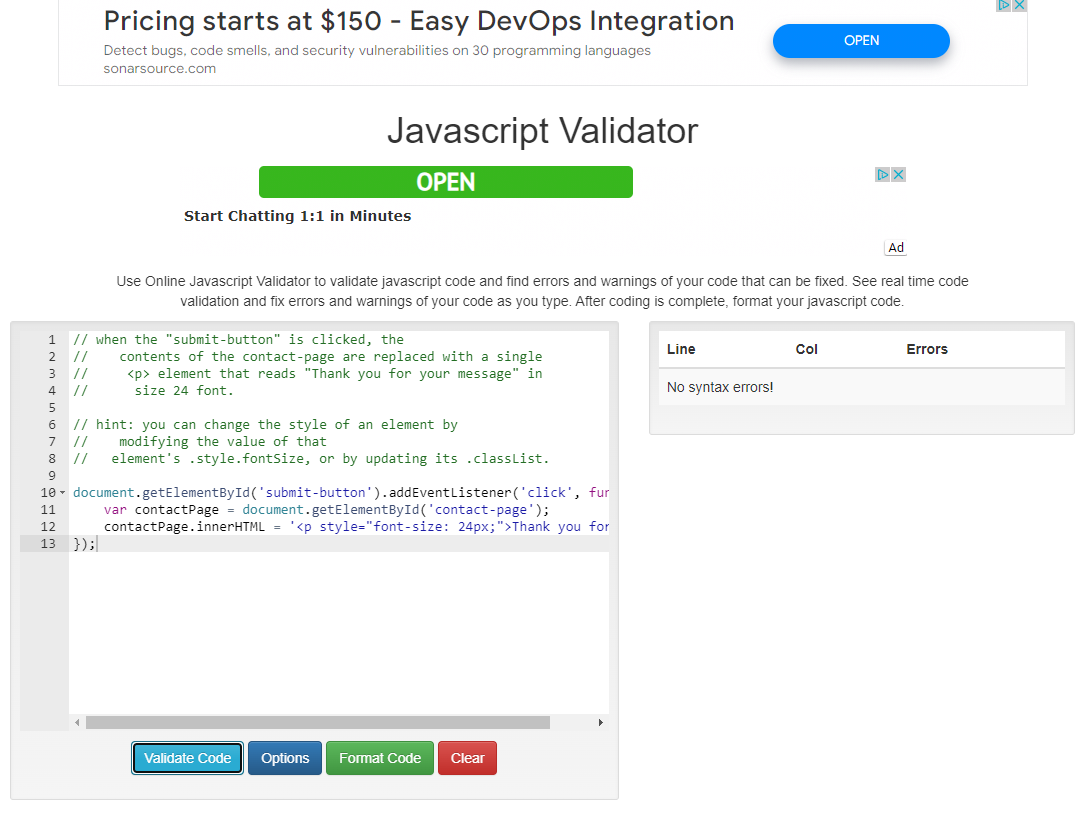 Pricing starts at $150 - Easy DevOps Integration
Detect bugs, code smells, and security vulnerabilities on 30 programming languages
sonarsource.com
OPEN
Javascript Validator
OPEN
Start Chatting 1:1 in Minutes
Ad
Use Online Javascript Validator to validate javascript code and find errors and warnings of your code that can be fixed. See real time code
validation and fix errors and warnings of your code as you type. After coding is complete, format your javascript code.
1 // when the "submit-button" is clicked, the
2 //    contents of the contact-page are replaced with a single
3 //     <p> element that reads "Thank you for your message" in
4 //      size 24 font.
5
6 // hint: you can change the style of an element by
7 //    modifying the value of that
8 //   element's .style.fontSize, or by updating its .classList.
9
10 document.getElementById('submit-button').addEventListener('click', fur
11     var contactPage = document.getElementById('contact-page');
12     contactPage.innerHTML = '<p style="font-size: 24px;">Thank you for
13 });
Line Col Errors
No syntax errors!
Validate Code Options Format Code Clear